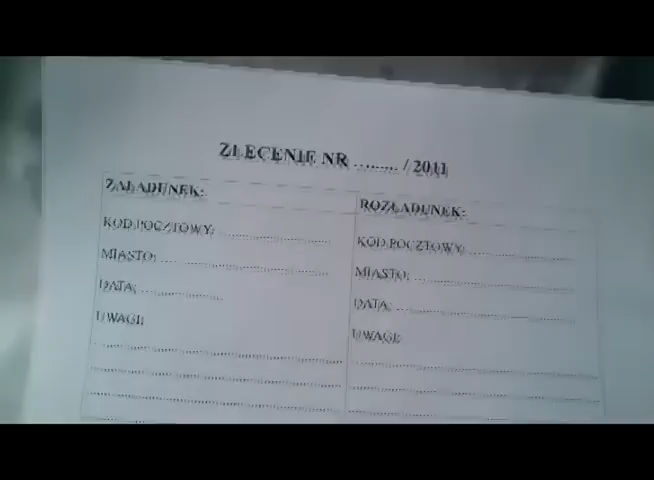 ZLECENIE NR ......... / 2011
ZAŁADUNEK:
KOD POCZTOWY: ..............................
MIASTO: .............................................
DATA: ......................
UWAGI:
ROZŁADUNEK:
KOD POCZTOWY: ............................
MIASTO: ..........................................
DATA: ..............................................
UWAGI: